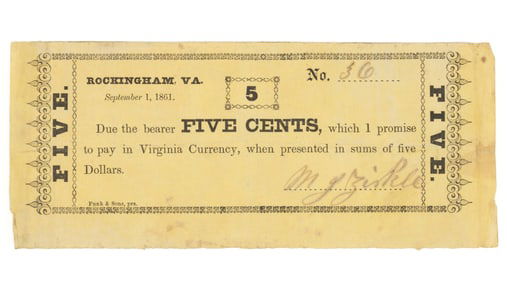 FIVE.
ROCKINGHAM, VA.
September 1, 1861.
5
No. 36
Due the bearer FIVE CENTS, which I promise
to pay in Virginia Currency, when presented in sums of five
Dollars.
M J Zirkle
Funk & Sons, prs.
FIVE.